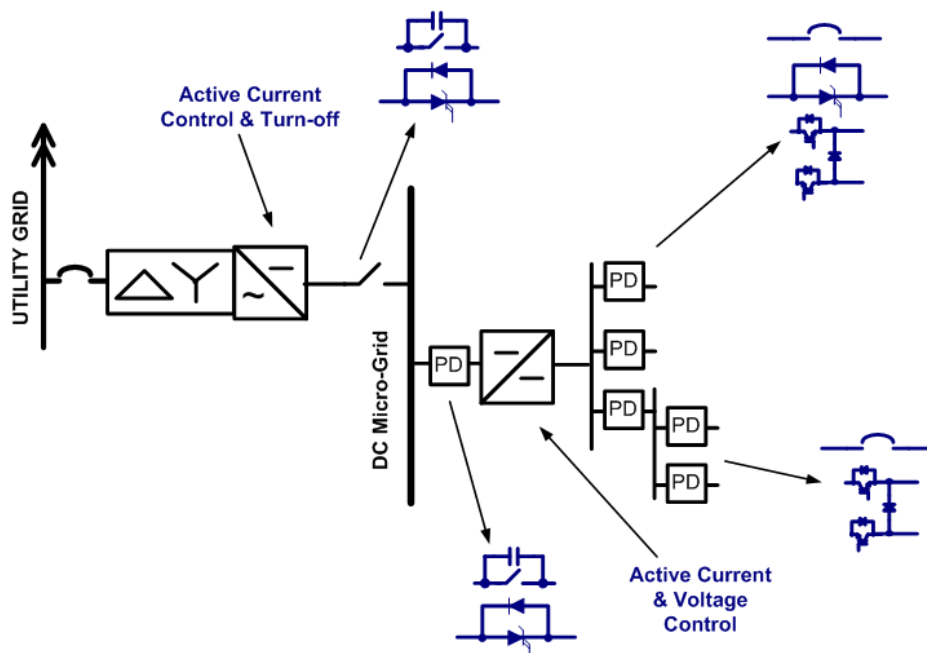 Active Current
Control & Turn-off
UTILITY GRID
DC Micro-Grid
PD
PD
PD
PD
PD
PD
Active Current
& Voltage
Control